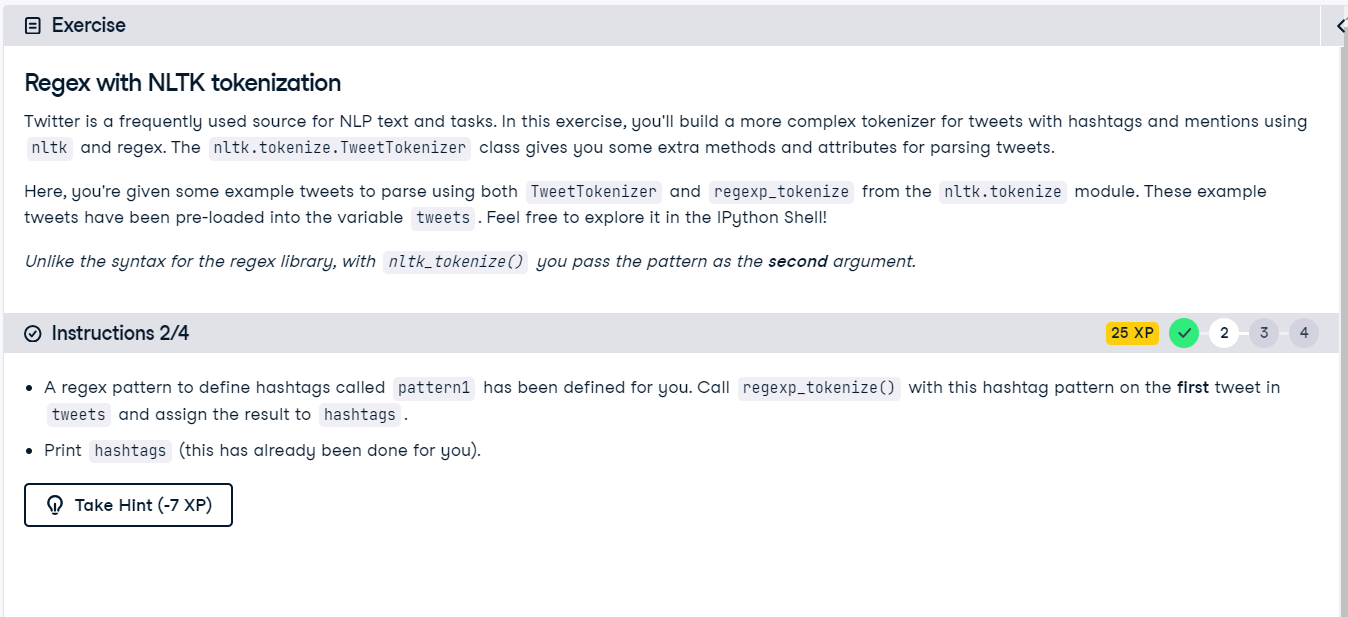 Exercise
Regex with NLTK tokenization
Twitter is a frequently used source for NLP text and tasks. In this exercise, you'll build a more complex tokenizer for tweets with hashtags and mentions using
nltk and regex. The nltk.tokenize.TweetTokenizer class gives you some extra methods and attributes for parsing tweets.
Here, you're given some example tweets to parse using both TweetTokenizer and regexp_tokenize from the nltk.tokenize module. These example
tweets have been pre-loaded into the variable tweets. Feel free to explore it in the IPython Shell!
Unlike the syntax for the regex library, with nltk_tokenize() you pass the pattern as the second argument.
Instructions 2/4 25 XP 2 3 4
• A regex pattern to define hashtags called pattern1 has been defined for you. Call regexp_tokenize() with this hashtag pattern on the first tweet in
tweets and assign the result to hashtags.
• Print hashtags (this has already been done for you).
Take Hint (-7 XP)